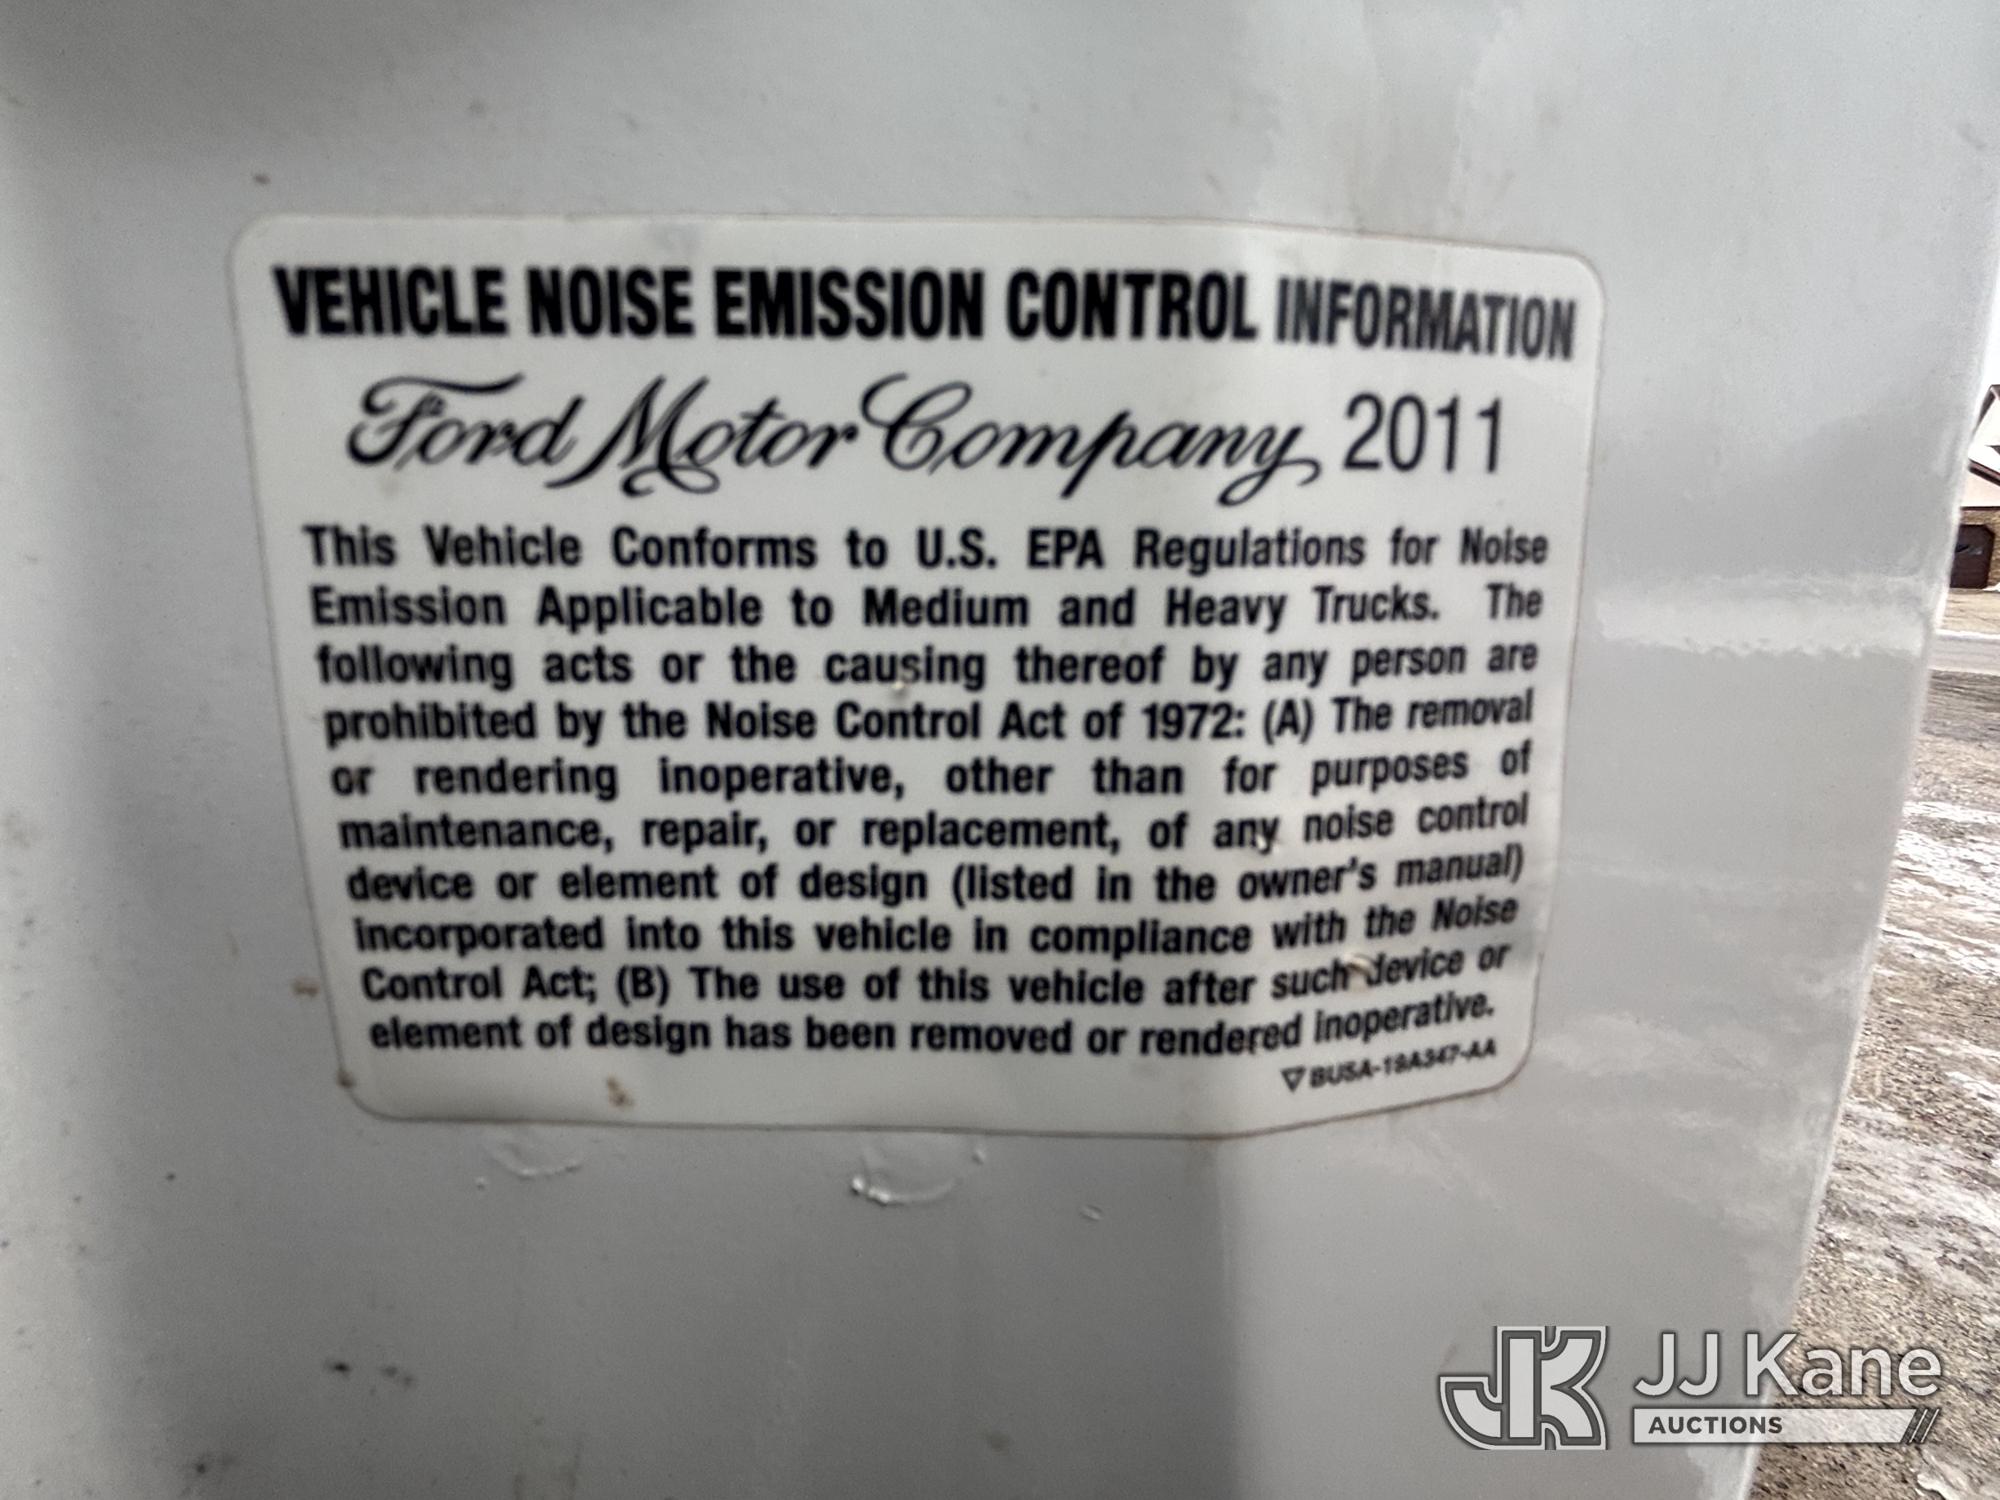 VEHICLE NOISE EMISSION CONTROL INFORMATION
Ford Motor Company, 2011
This Vehicle Conforms to U.S. EPA Regulations for Noise
Emission Applicable to Medium and Heavy Trucks. The
following acts or the causing thereof by any person are
prohibited by the Noise Control Act of 1972: (A) The removal
or rendering inoperative, other than for purposes of
maintenance, repair, or replacement, of any noise control
device or element of design (listed in the owner's manual)
incorporated into this vehicle in compliance with the Noise
Control Act; (B) The use of this vehicle after such device or
element of design has been removed or rendered inoperative.
▽ BU5A-19A347-AA
JK JJ Kane
AUCTIONS